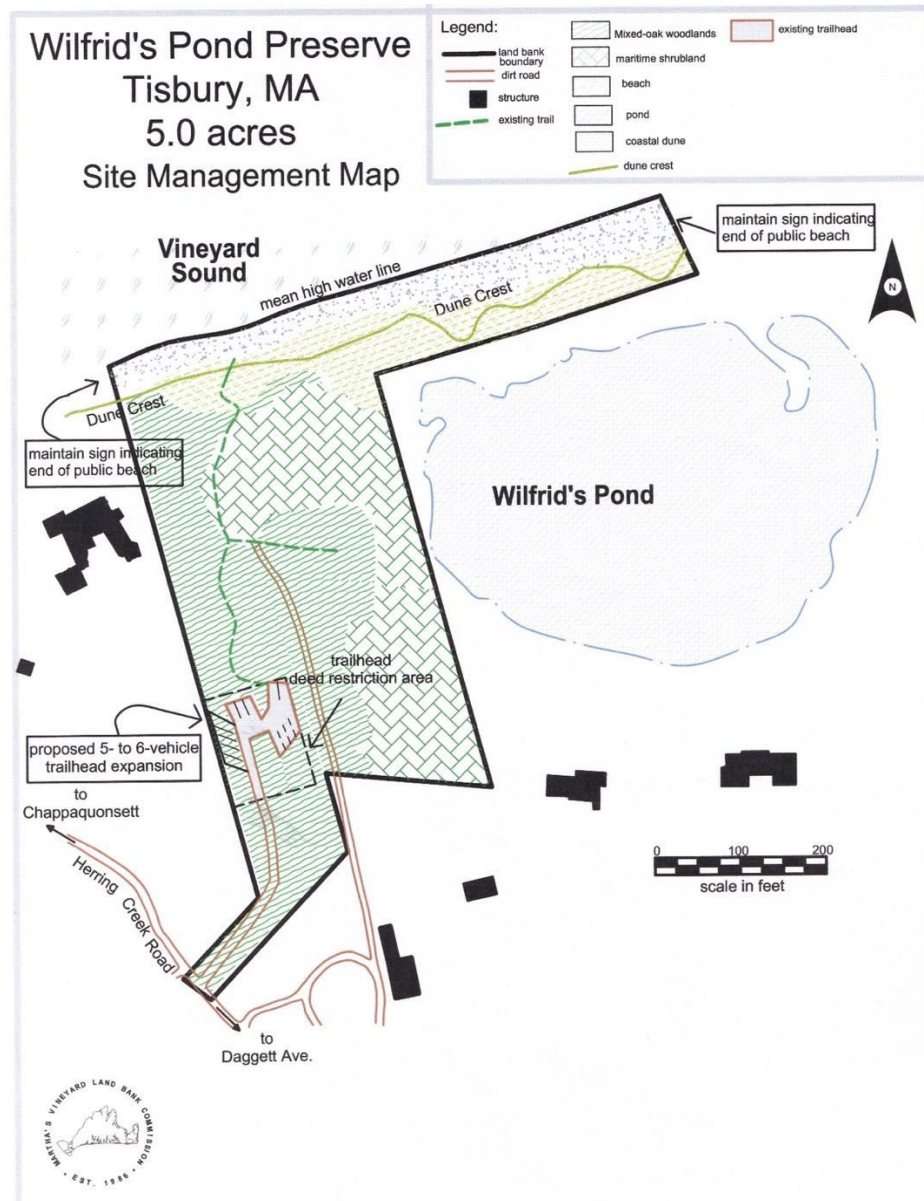 Wilfrid's Pond Preserve
Tisbury, MA
5.0 acres
Site Management Map
Legend:
land bank
boundary
dirt road
structure
existing trail
Mixed-oak woodlands
maritime shrubland
beach
pond
coastal dune
dune crest
existing trailhead
maintain sign indicating
end of public beach
Vineyard
Sound
mean high water line
Dune Crest
N
Dune Crest
maintain sign indicating
end of public beach
Wilfrid's Pond
trailhead
deed restriction area
proposed 5- to 6-vehicle
trailhead expansion
to
Chappaquonsett
Herring Creek Road
0 100 200
scale in feet
to
Daggett Ave.
MARTHA'S VINEYARD LAND BANK COMMISSION
• EST. 1986 •